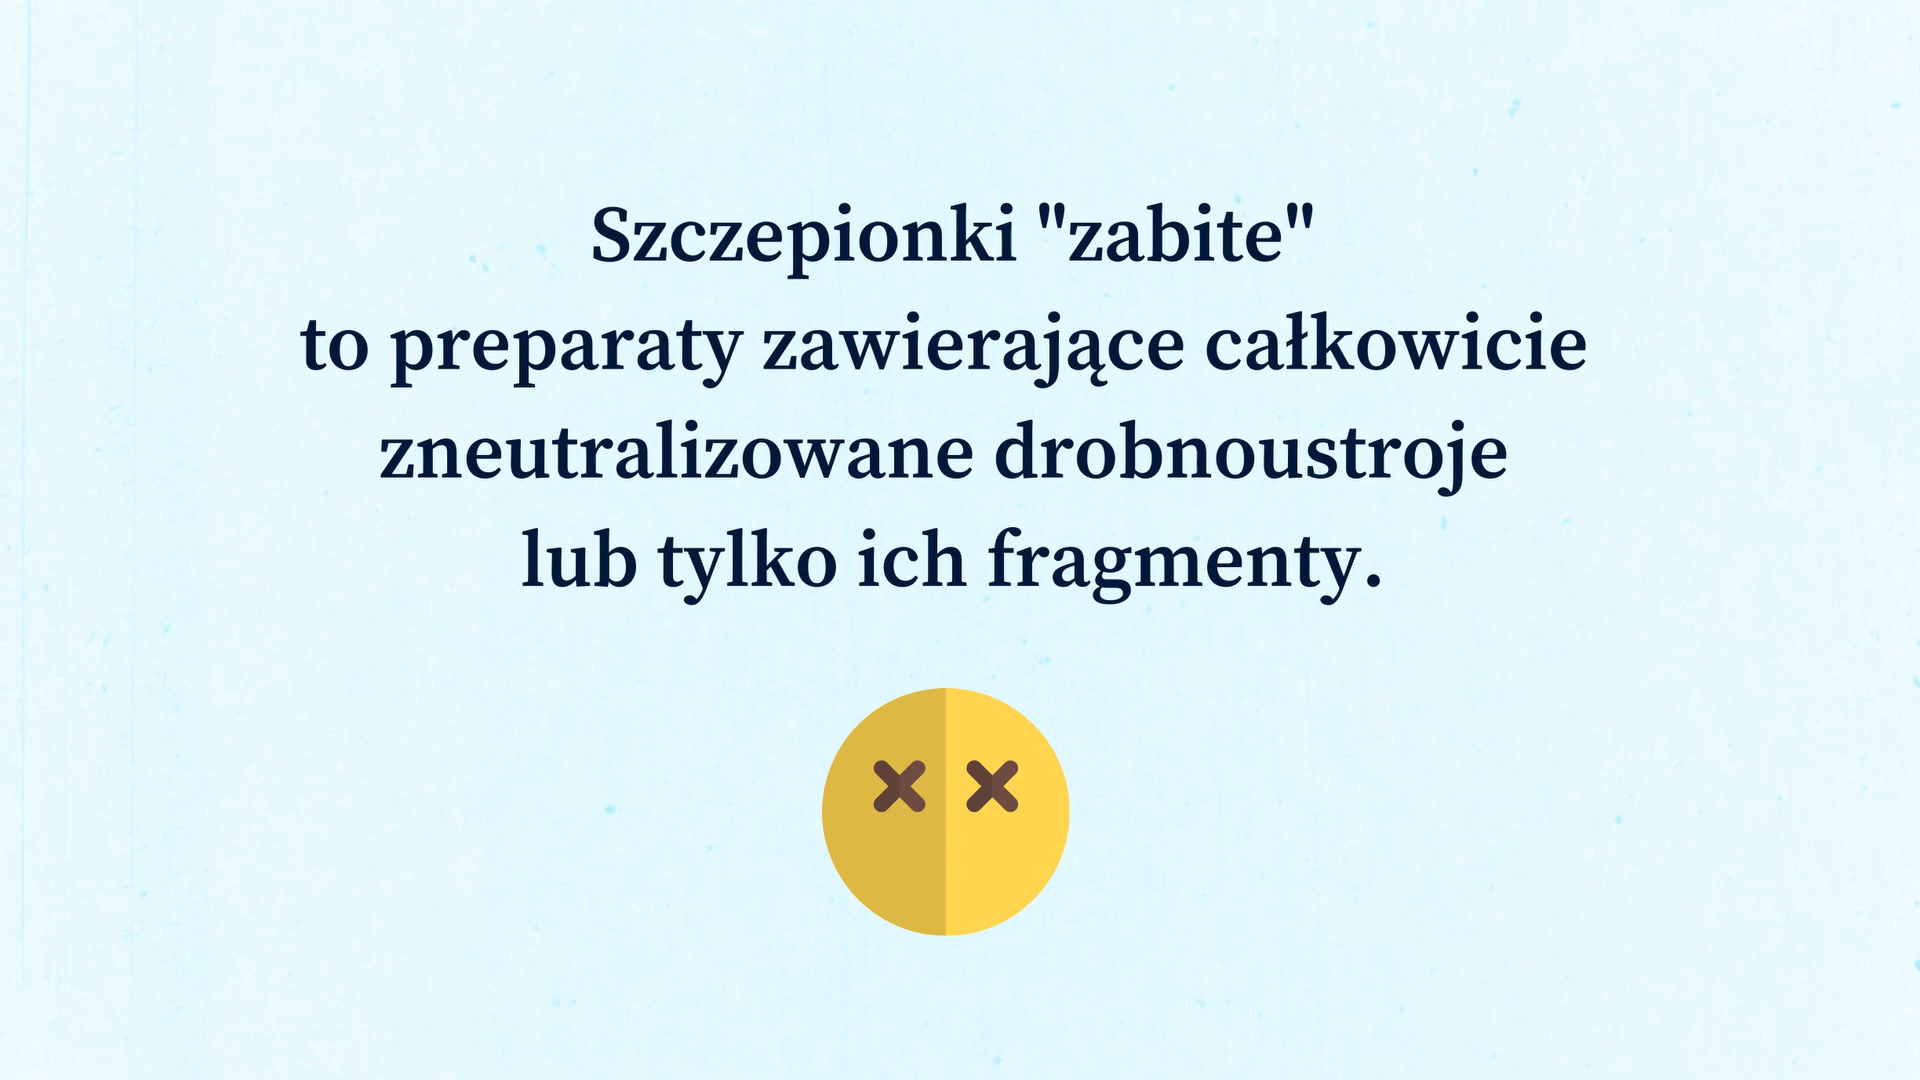 Szczepionki "zabite"
to preparaty zawierające całkowicie
zneutralizowane drobnoustroje
lub tylko ich fragmenty.